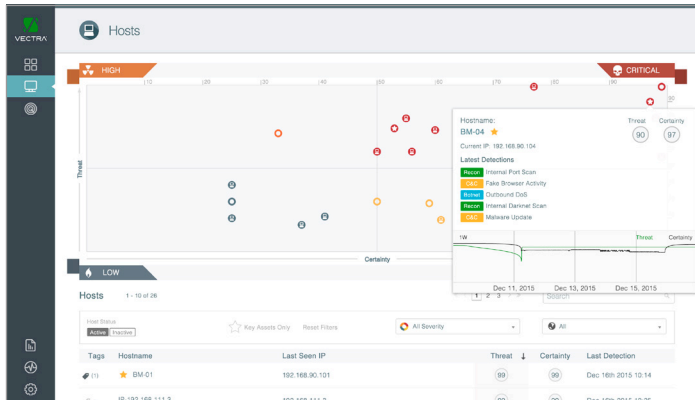 VECTRA
Hosts
HIGH
CRITICAL
|10 |20 |30 |40 |50 |60 |70 |80 |90
Threat
Certainty
LOW
Hostname:
BM-04
Threat Certainty
90 97
Current IP: 192.168.90.104
Latest Detections
Recon Internal Port Scan
C&C Fake Browser Activity
Botnet Outbound DoS
Recon Internal Darknet Scan
C&C Malware Update
1W Threat Certainty
Dec 11, 2015 Dec 13, 2015 Dec 15, 2015
Hosts 1 - 10 of 26
1 2 3
Search
Host Status
Active Inactive
Key Assets Only Reset Filters
All Severity
All
Tags Hostname Last Seen IP Threat ↓ Certainty Last Detection
(1) BM-01 192.168.90.101 99 99 Dec 16th 2015 10:14